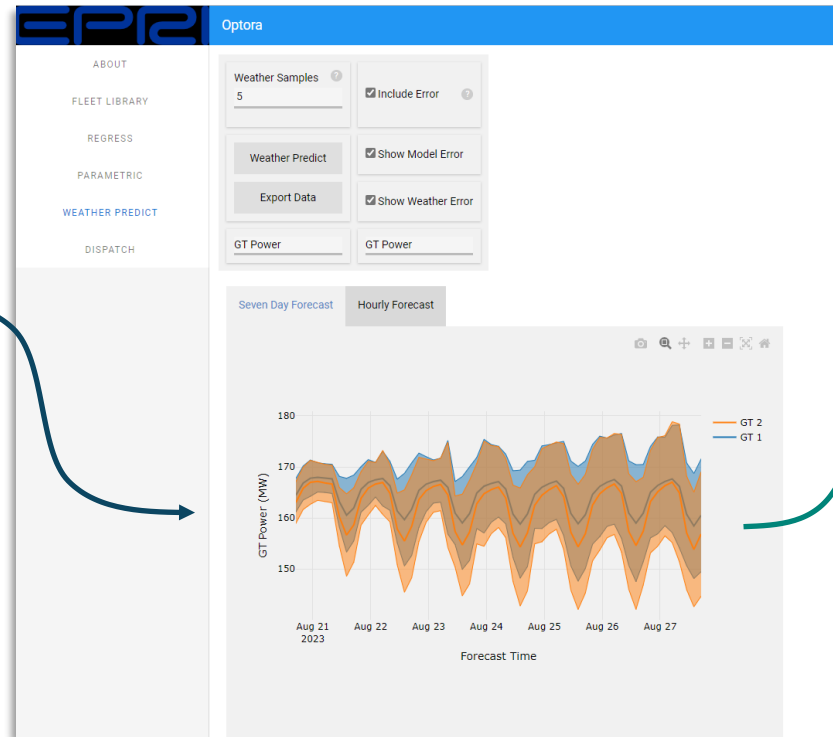 EPRI
Optora
ABOUT
FLEET LIBRARY
REGRESS
PARAMETRIC
WEATHER PREDICT
DISPATCH
Weather Samples ?
5
Include Error ?
Weather Predict
Show Model Error
Export Data
Show Weather Error
GT Power
GT Power
Seven Day Forecast
Hourly Forecast
180
170
160
150
GT Power (MW)
GT 2
GT 1
Aug 21
2023
Aug 22
Aug 23
Aug 24
Aug 25
Aug 26
Aug 27
Forecast Time